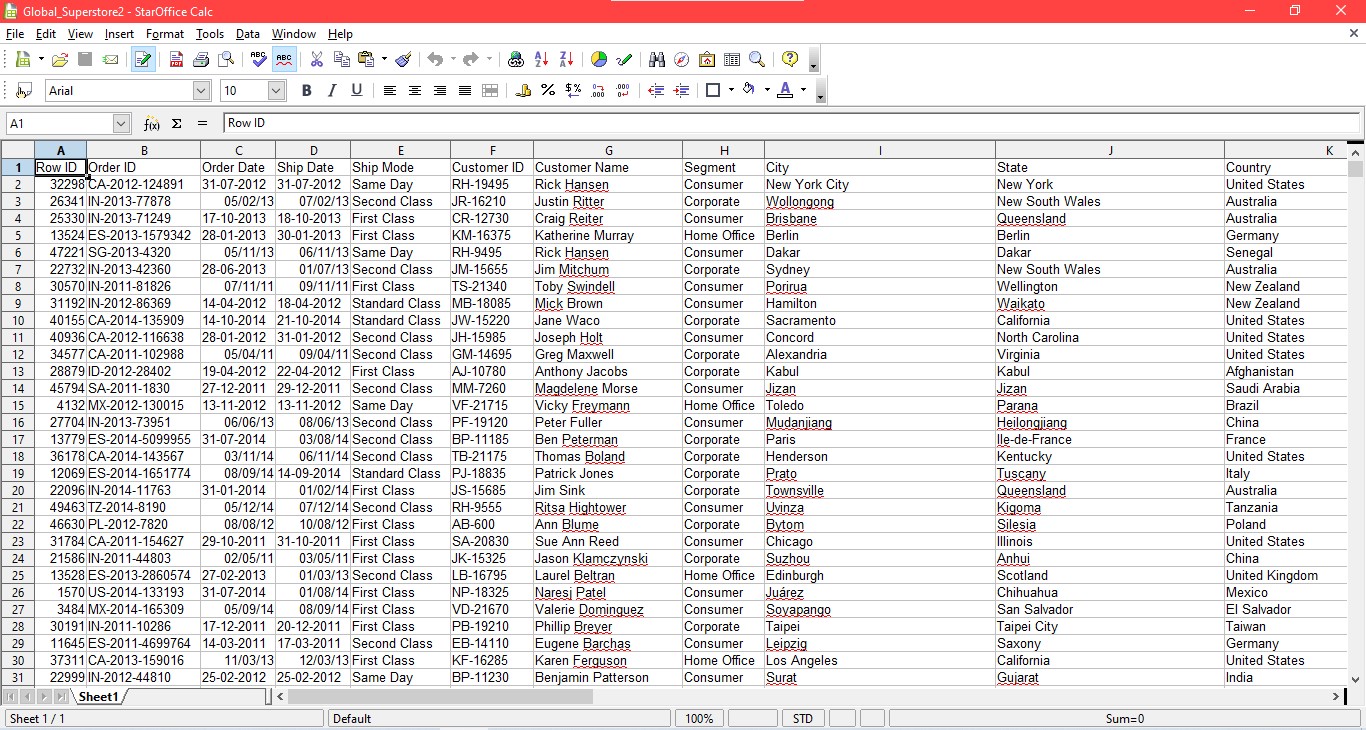 Global_Superstore2 - StarOffice Calc
File Edit View Insert Format Tools Data Window Help
Arial 10 B I U
A1 f(x) Σ = Row ID
A B C D E F G H I J K
1 Row ID Order ID Order Date Ship Date Ship Mode Customer ID Customer Name Segment City State Country
2 32298 CA-2012-124891 31-07-2012 31-07-2012 Same Day RH-19495 Rick Hansen Consumer New York City New York United States
3 26341 IN-2013-77878 05/02/13 07/02/13 Second Class JR-16210 Justin Ritter Corporate Wollongong New South Wales Australia
4 25330 IN-2013-71249 17-10-2013 18-10-2013 First Class CR-12730 Craig Reiter Consumer Brisbane Queensland Australia
5 13524 ES-2013-1579342 28-01-2013 30-01-2013 First Class KM-16375 Katherine Murray Home Office Berlin Berlin Germany
6 47221 SG-2013-4320 05/11/13 06/11/13 Same Day RH-9495 Rick Hansen Consumer Dakar Dakar Senegal
7 22732 IN-2013-42360 28-06-2013 01/07/13 Second Class JM-15655 Jim Mitchum Corporate Sydney New South Wales Australia
8 30570 IN-2011-81826 07/11/11 09/11/11 First Class TS-21340 Toby Swindell Consumer Porirua Wellington New Zealand
9 31192 IN-2012-86369 14-04-2012 18-04-2012 Standard Class MB-18085 Mick Brown Consumer Hamilton Waikato New Zealand
10 40155 CA-2014-135909 14-10-2014 21-10-2014 Standard Class JW-15220 Jane Waco Corporate Sacramento California United States
11 40936 CA-2012-116638 28-01-2012 31-01-2012 Second Class JH-15985 Joseph Holt Consumer Concord North Carolina United States
12 34577 CA-2011-102988 05/04/11 09/04/11 Second Class GM-14695 Greg Maxwell Corporate Alexandria Virginia United States
13 28879 ID-2012-28402 19-04-2012 22-04-2012 First Class AJ-10780 Anthony Jacobs Corporate Kabul Kabul Afghanistan
14 45794 SA-2011-1830 27-12-2011 29-12-2011 Second Class MM-7260 Magdelene Morse Consumer Jizan Jizan Saudi Arabia
15 4132 MX-2012-130015 13-11-2012 13-11-2012 Same Day VF-21715 Vicky Freymann Home Office Toledo Parana Brazil
16 27704 IN-2013-73951 06/06/13 08/06/13 Second Class PF-19120 Peter Fuller Consumer Mudanjiang Heilongjiang China
17 13779 ES-2014-5099955 31-07-2014 03/08/14 Second Class BP-11185 Ben Peterman Corporate Paris Ile-de-France France
18 36178 CA-2014-143567 03/11/14 06/11/14 Second Class TB-21175 Thomas Boland Corporate Henderson Kentucky United States
19 12069 ES-2014-1651774 08/09/14 14-09-2014 Standard Class PJ-18835 Patrick Jones Corporate Prato Tuscany Italy
20 22096 IN-2014-11763 31-01-2014 01/02/14 First Class JS-15685 Jim Sink Corporate Townsville Queensland Australia
21 49463 TZ-2014-8190 05/12/14 07/12/14 Second Class RH-9555 Ritsa Hightower Consumer Uvinza Kigoma Tanzania
22 46630 PL-2012-7820 08/08/12 10/08/12 First Class AB-600 Ann Blume Corporate Bytom Silesia Poland
23 31784 CA-2011-154627 29-10-2011 31-10-2011 First Class SA-20830 Sue Ann Reed Consumer Chicago Illinois United States
24 21586 IN-2011-44803 02/05/11 03/05/11 First Class JK-15325 Jason Klamczynski Corporate Suzhou Anhui China
25 13528 ES-2013-2860574 27-02-2013 01/03/13 Second Class LB-16795 Laurel Beltran Home Office Edinburgh Scotland United Kingdom
26 1570 US-2014-133193 31-07-2014 01/08/14 First Class NP-18325 Naresj Patel Consumer Juárez Chihuahua Mexico
27 3484 MX-2014-165309 05/09/14 08/09/14 First Class VD-21670 Valerie Dominguez Consumer Soyapango San Salvador El Salvador
28 30191 IN-2011-10286 17-12-2011 20-12-2011 First Class PB-19210 Phillip Breyer Corporate Taipei Taipei City Taiwan
29 11645 ES-2011-4699764 14-03-2011 17-03-2011 Second Class EB-14110 Eugene Barchas Consumer Leipzig Saxony Germany
30 37311 CA-2013-159016 11/03/13 12/03/13 First Class KF-16285 Karen Ferguson Home Office Los Angeles California United States
31 22999 IN-2012-44810 25-02-2012 25-02-2012 Same Day BP-11230 Benjamin Patterson Consumer Surat Gujarat India
Sheet1
Sheet 1 / 1 Default 100% STD Sum=0